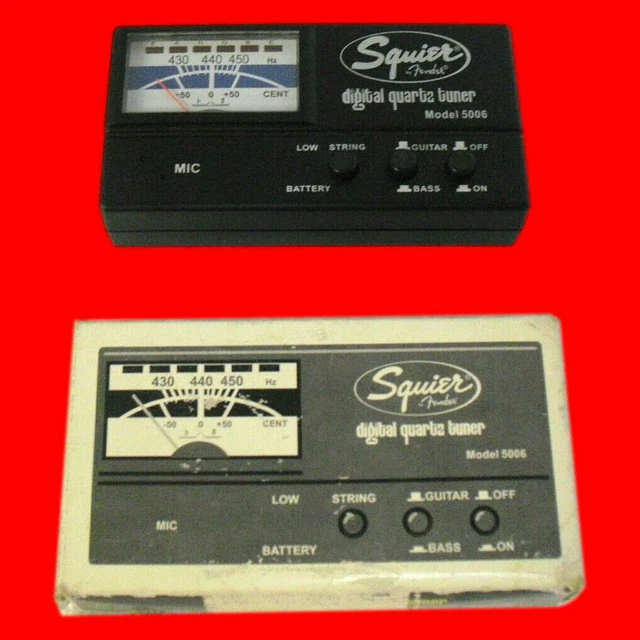 E A D G B E
430 440 450 Hz
-50 0 +50 CENT
Squier®
by Fender
digital quartz tuner
Model 5006
LOW STRING GUITAR OFF
MIC
BATTERY BASS ON
430 440 450 Hz
-50 0 +50 CENT
Squier
by Fender
digital quartz tuner
Model 5006
LOW STRING GUITAR OFF
MIC
BATTERY BASS ON